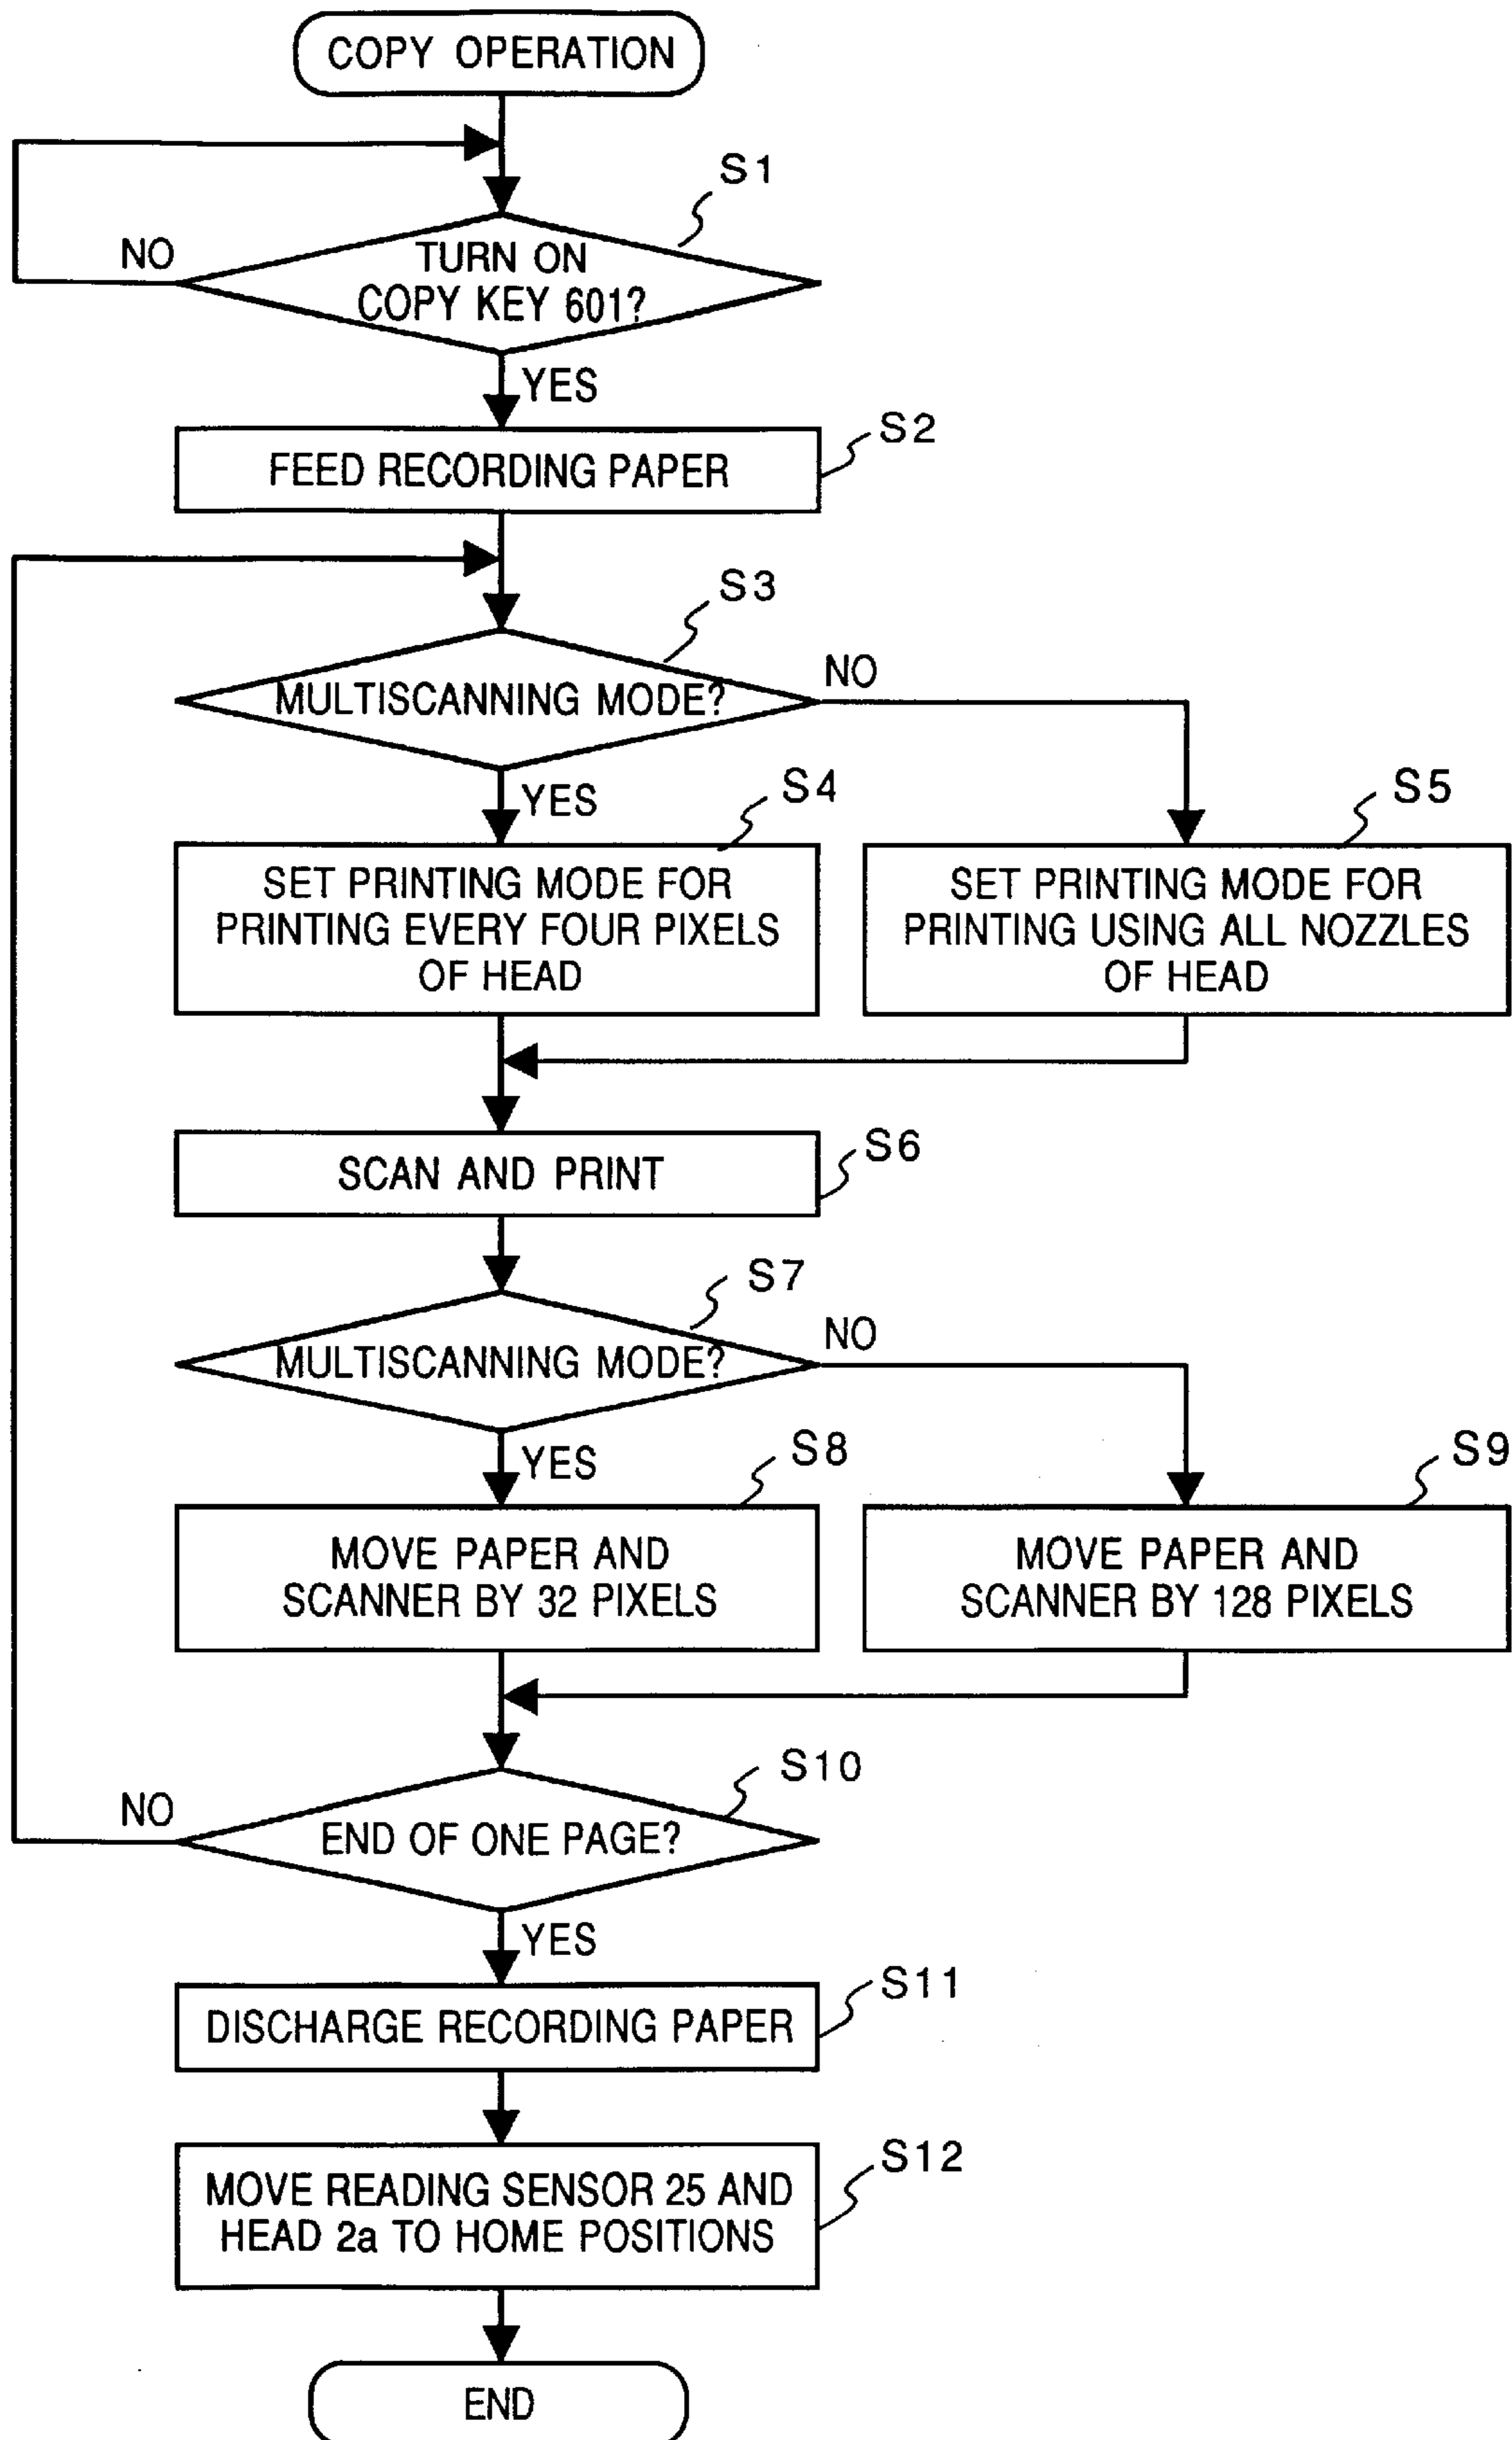 COPY OPERATION
S1
NO
TURN ON
COPY KEY 601?
YES
S2
FEED RECORDING PAPER
S3
MULTISCANNING MODE?
NO
YES
S4
S5
SET PRINTING MODE FOR
PRINTING EVERY FOUR PIXELS
OF HEAD
SET PRINTING MODE FOR
PRINTING USING ALL NOZZLES
OF HEAD
S6
SCAN AND PRINT
S7
MULTISCANNING MODE?
NO
YES
S8
S9
MOVE PAPER AND
SCANNER BY 32 PIXELS
MOVE PAPER AND
SCANNER BY 128 PIXELS
S10
NO
END OF ONE PAGE?
YES
S11
DISCHARGE RECORDING PAPER
S12
MOVE READING SENSOR 25 AND
HEAD 2a TO HOME POSITIONS
END